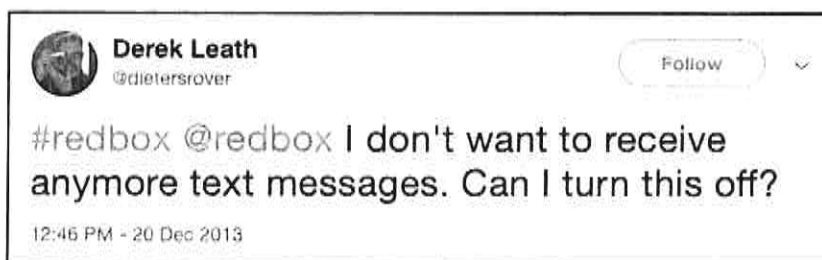 Derek Leath
@dietersrover
Follow
#redbox @redbox I don't want to receive
anymore text messages. Can I turn this off?
12:46 PM - 20 Dec 2013